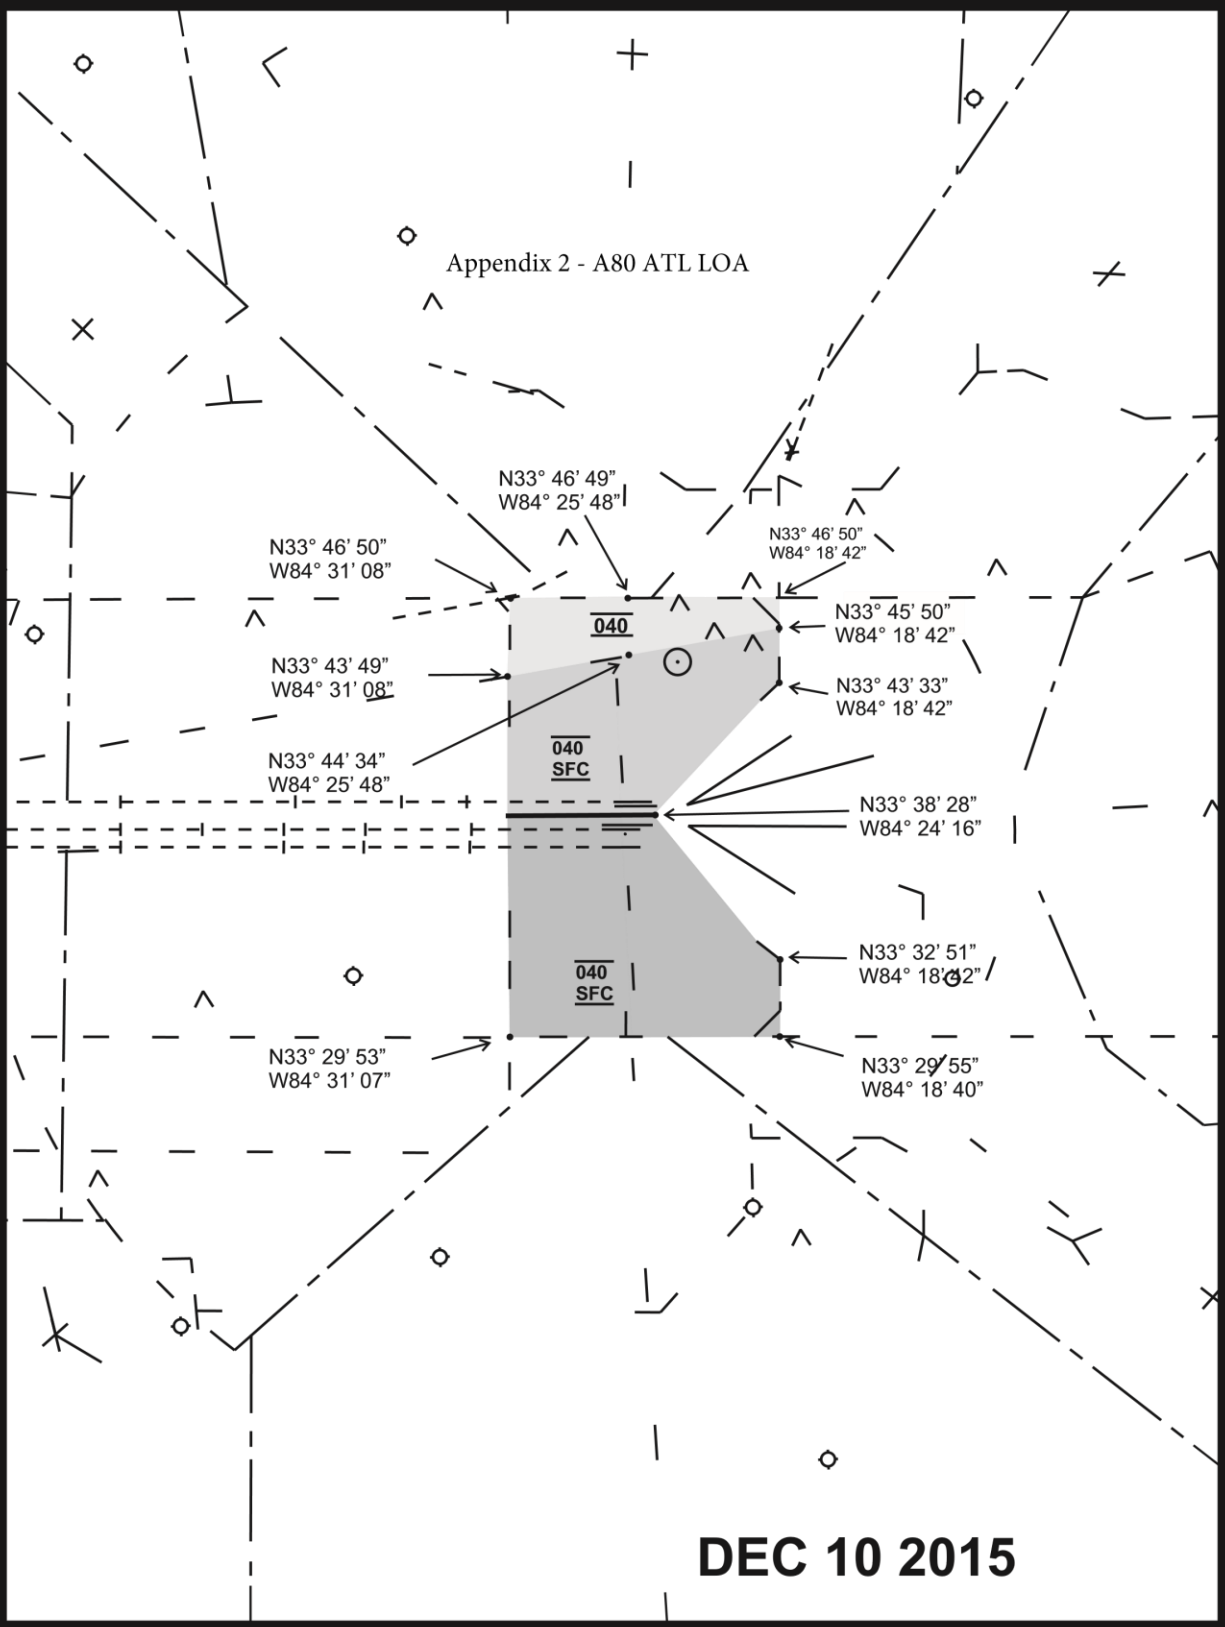 Appendix 2 - A80 ATL LOA
N33° 46’ 49”
W84° 25’ 48”
N33° 46’ 50”
W84° 18’ 42”
N33° 46’ 50”
W84° 31’ 08”
N33° 45’ 50”
W84° 18’ 42”
040
N33° 43’ 49”
W84° 31’ 08”
N33° 43’ 33”
W84° 18’ 42”
040
SFC
N33° 44’ 34”
W84° 25’ 48”
N33° 38’ 28”
W84° 24’ 16”
N33° 32’ 51”
W84° 18’ 42”
040
SFC
N33° 29’ 53”
W84° 31’ 07”
N33° 29’ 55”
W84° 18’ 40”
DEC 10 2015